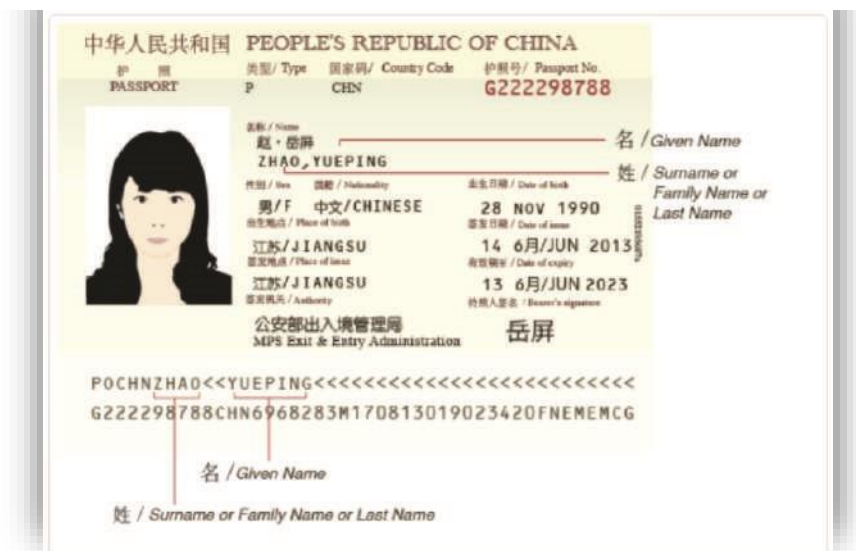 中华人民共和国 PEOPLE'S REPUBLIC OF CHINA
护 照 类型/ Type 国家码/ Country Code 护照号/ Passport No.
PASSPORT P CHN G222298788
名称 / Name
赵·岳屏 名 / Given Name
ZHAO,YUEPING 姓 / Surname or
Family Name or
Last Name
性别 / Sex 国籍 / Nationality 出生日期 / Date of birth
男/F 中文/CHINESE 28 NOV 1990
出生地点 / Place of birth 签发日期 / Date of issue
江苏/JIANGSU 14 6月/JUN 2013
签发地点 / Place of issue 有效期至 / Date of expiry
江苏/JIANGSU 13 6月/JUN 2023
签发机关 / Authority 持照人签名 / Bearer's signature
公安部出入境管理局 岳屏
MPS Exit & Entry Administration
POCHNZHAO<<YUEPING<<<<<<<<<<<<<<<<<<<<<<<<<<
G222298788CHN6968283M17081301902342OFNEMEMCG
名 / Given Name
姓 / Surname or Family Name or Last Name